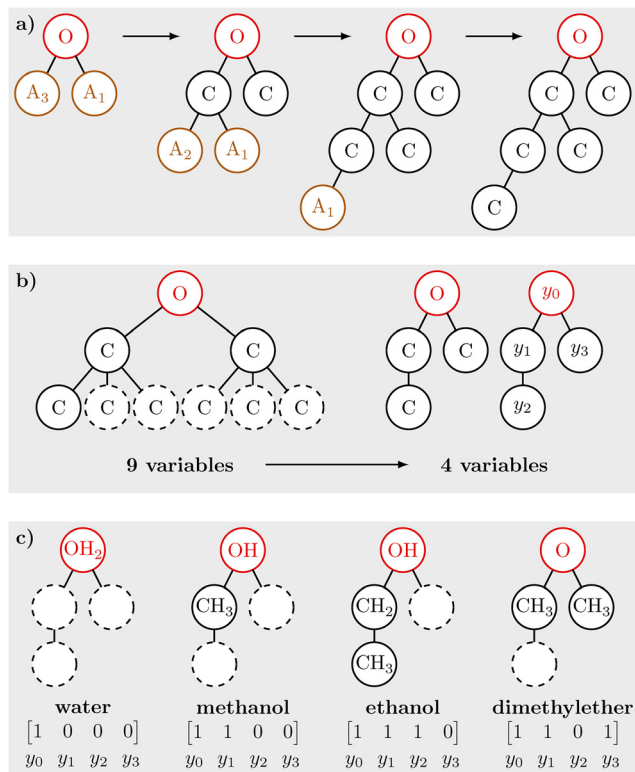 a)
O O O O
A₃ A₁ C C C C C C
A₂ A₁ C C C C
A₁ C
b)
O O y₀
C C C C y₁ y₃
C C C C C C C y₂
9 variables 4 variables
c)
OH₂ OH OH O
CH₃ CH₂ CH₃ CH₃
CH₃
water methanol ethanol dimethylether
[1 0 0 0] [1 1 0 0] [1 1 1 0] [1 1 0 1]
y₀ y₁ y₂ y₃ y₀ y₁ y₂ y₃ y₀ y₁ y₂ y₃ y₀ y₁ y₂ y₃